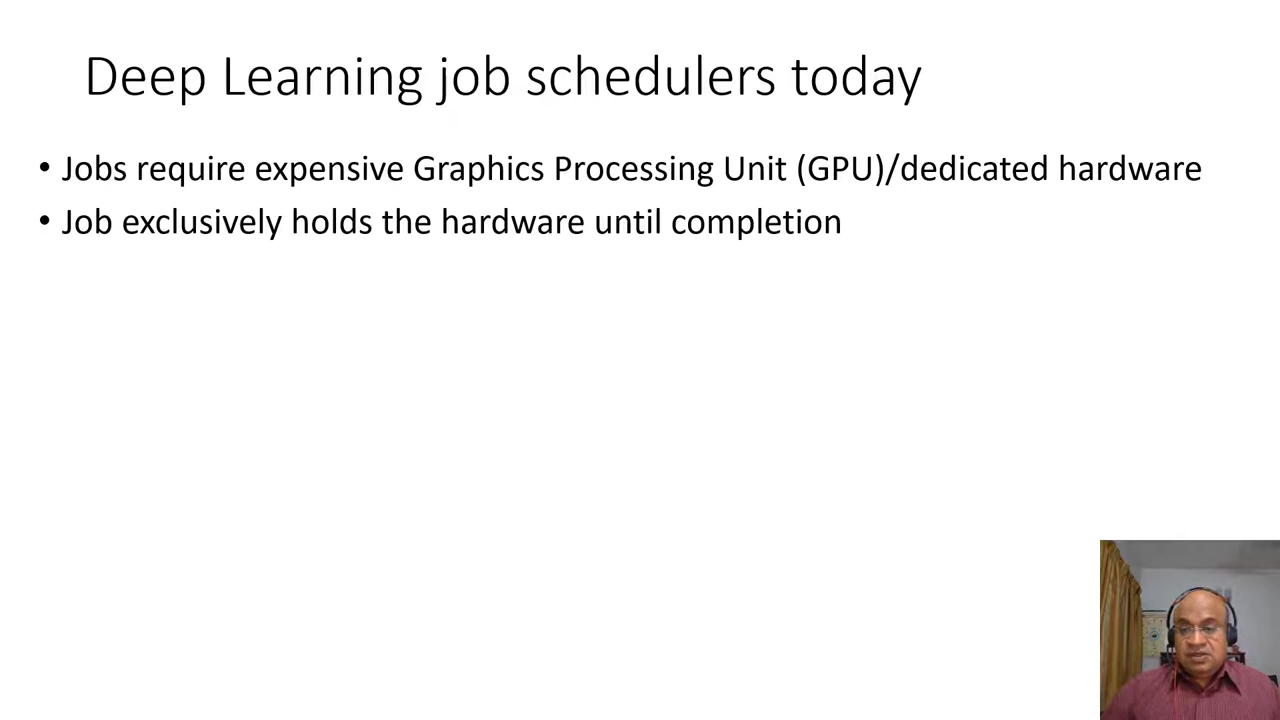 Deep Learning job schedulers today
• Jobs require expensive Graphics Processing Unit (GPU)/dedicated hardware
• Job exclusively holds the hardware until completion